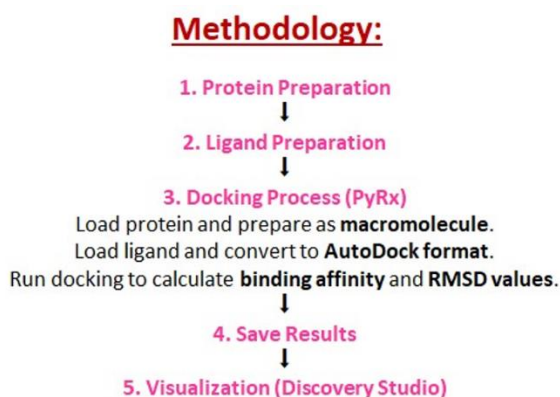 Methodology:
1. Protein Preparation
2. Ligand Preparation
3. Docking Process (PyRx)
Load protein and prepare as macromolecule.
Load ligand and convert to AutoDock format.
Run docking to calculate binding affinity and RMSD values.
4. Save Results
5. Visualization (Discovery Studio)